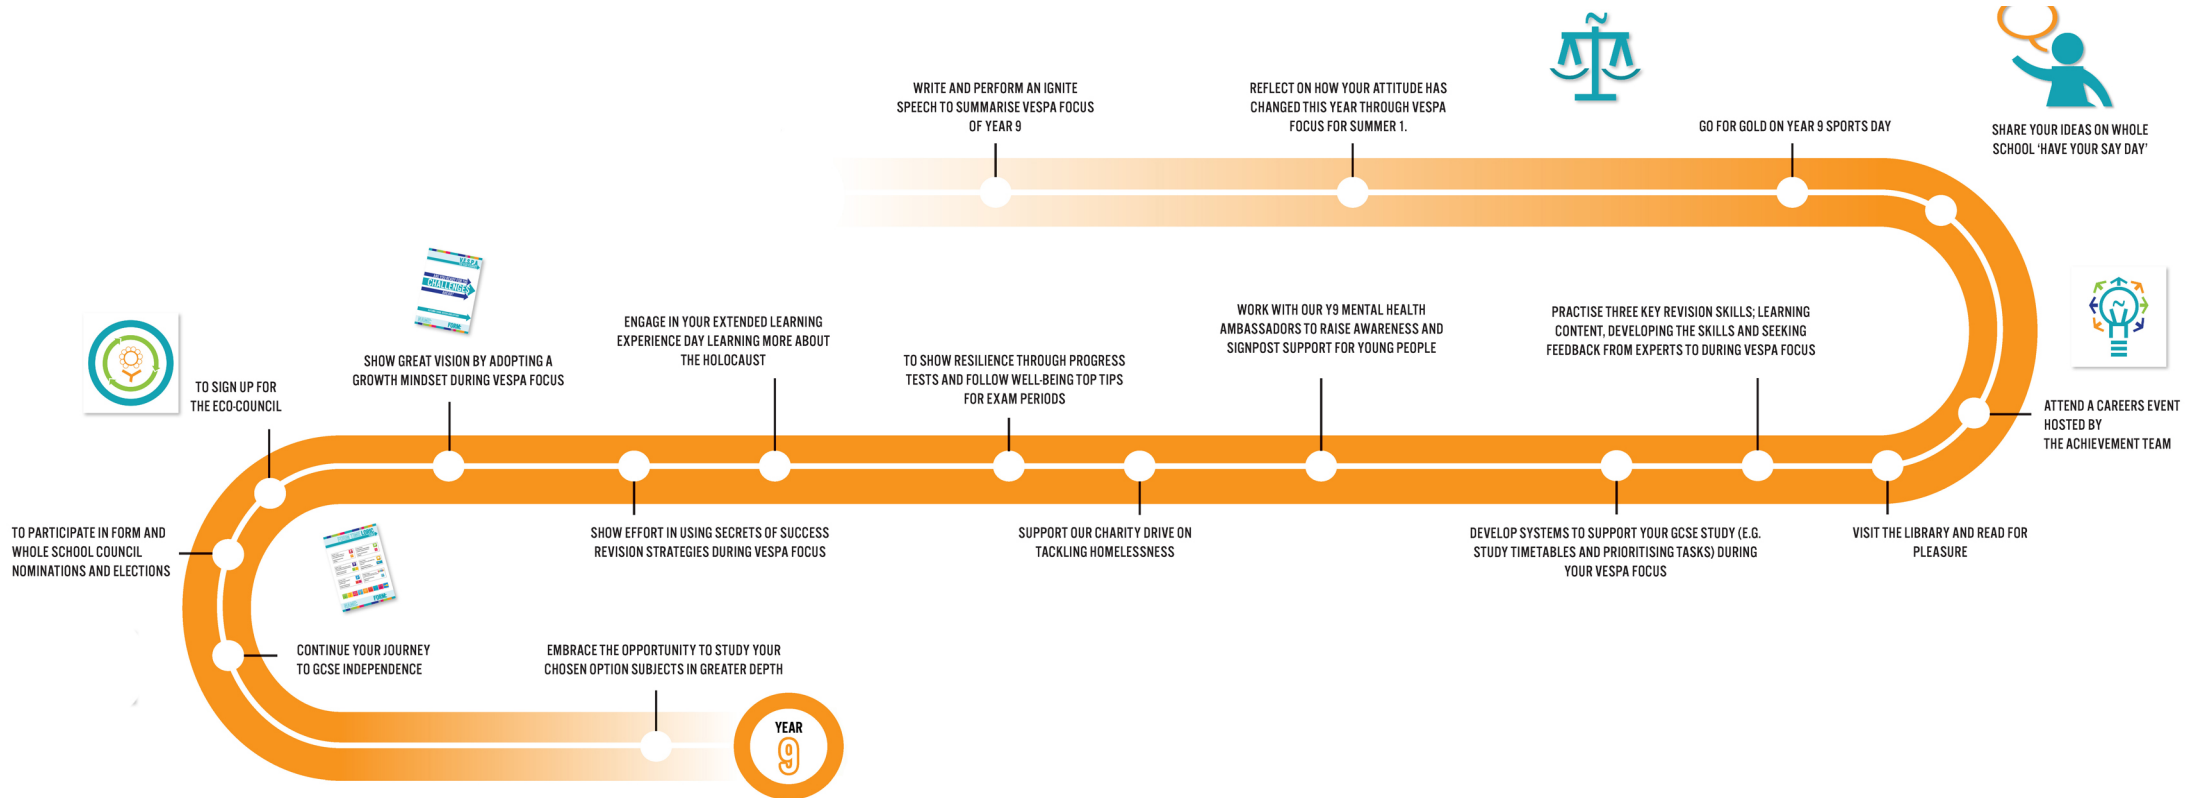 WRITE AND PERFORM AN IGNITE
SPEECH TO SUMMARISE VESPA FOCUS
OF YEAR 9
REFLECT ON HOW YOUR ATTITUDE HAS
CHANGED THIS YEAR THROUGH VESPA
FOCUS FOR SUMMER 1.
GO FOR GOLD ON YEAR 9 SPORTS DAY
SHARE YOUR IDEAS ON WHOLE
SCHOOL ‘HAVE YOUR SAY DAY’
VESPA
CHALLENGES
FORM:
TO SIGN UP FOR
THE ECO-COUNCIL
SHOW GREAT VISION BY ADOPTING A
GROWTH MINDSET DURING VESPA FOCUS
ENGAGE IN YOUR EXTENDED LEARNING
EXPERIENCE DAY LEARNING MORE ABOUT
THE HOLOCAUST
TO SHOW RESILIENCE THROUGH PROGRESS
TESTS AND FOLLOW WELL-BEING TOP TIPS
FOR EXAM PERIODS
WORK WITH OUR Y9 MENTAL HEALTH
AMBASSADORS TO RAISE AWARENESS AND
SIGNPOST SUPPORT FOR YOUNG PEOPLE
PRACTISE THREE KEY REVISION SKILLS; LEARNING
CONTENT, DEVELOPING THE SKILLS AND SEEKING
FEEDBACK FROM EXPERTS TO DURING VESPA FOCUS
ATTEND A CAREERS EVENT
HOSTED BY
THE ACHIEVEMENT TEAM
TO PARTICIPATE IN FORM AND
WHOLE SCHOOL COUNCIL
NOMINATIONS AND ELECTIONS
FORM:
SHOW EFFORT IN USING SECRETS OF SUCCESS
REVISION STRATEGIES DURING VESPA FOCUS
SUPPORT OUR CHARITY DRIVE ON
TACKLING HOMELESSNESS
DEVELOP SYSTEMS TO SUPPORT YOUR GCSE STUDY (E.G.
STUDY TIMETABLES AND PRIORITISING TASKS) DURING
YOUR VESPA FOCUS
VISIT THE LIBRARY AND READ FOR
PLEASURE
CONTINUE YOUR JOURNEY
TO GCSE INDEPENDENCE
EMBRACE THE OPPORTUNITY TO STUDY YOUR
CHOSEN OPTION SUBJECTS IN GREATER DEPTH
YEAR
9